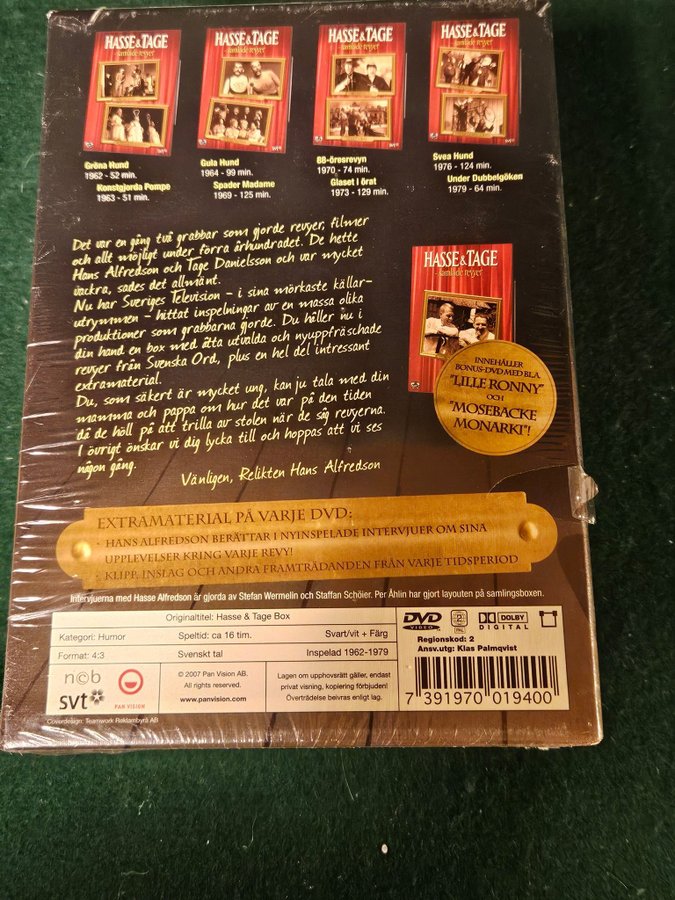 HASSE & TAGE
- samlade revyer
HASSE & TAGE
- samlade revyer
HASSE & TAGE
- samlade revyer
HASSE & TAGE
- samlade revyer
Gröna Hund
1962 - 52 min.
Konstgjorda Pompe
1963 - 51 min.
Gula Hund
1964 - 99 min.
Spader Madame
1969 - 125 min.
88-öresrevyn
1970 - 74 min.
Glaset i örat
1973 - 129 min.
Svea Hund
1976 - 124 min.
Under Dubbelgöken
1979 - 64 min.
Det var en gång två grabbar som gjorde revyer, filmer
och allt möjligt under förra århundradet. De hette
Hans Alfredson och Tage Danielsson och var mycket
vackra, sades det allmänt.
Nu har Sveriges Television - i sina mörkaste källar-
utrymmen - hittat inspelningar av en massa olika
produktioner som grabbarna gjorde. Du håller nu i
din hand en box med åtta utvalda och nyuppfräschade
revyer från Svenska Ord, plus en hel del intressant
extramaterial.
Du, som säkert är mycket ung, kan ju tala med din
mamma och pappa om hur det var på den tiden
då de höll på att trilla av stolen när de såg revyerna.
I övrigt önskar vi dig lycka till och hoppas att vi ses
någon gång.
Vänligen, Relikten Hans Alfredson
HASSE & TAGE
- samlade revyer
INNEHÅLLER
BONUS-DVD MED BL.A.
"LILLE RONNY"
OCH
"MOSEBACKE
MONARKI"!
EXTRAMATERIAL PÅ VARJE DVD:
• HANS ALFREDSON BERÄTTAR I NYINSPELADE INTERVJUER OM SINA
UPPLEVELSER KRING VARJE REVY!
• KLIPP, INSLAG OCH ANDRA FRAMTRÄDANDEN FRÅN VARJE TIDSPERIOD
Intervjuerna med Hasse Alfredson är gjorda av Stefan Wermelin och Staffan Schöier. Per Åhlin har gjort layouten på samlingsboxen.
Originaltitel: Hasse & Tage Box
Kategori: Humor
Speltid: ca 16 tim.
Svart/vit + Färg
Format: 4:3
Svenskt tal
Inspelad 1962-1979
ncb
svt
PAN VISION
© 2007 Pan Vision AB.
All rights reserved.
www.panvision.com
Lagen om upphovsrätt gäller, endast
privat visning, kopiering förbjuden!
Överträdelse beivras enligt lag.
DVD
VIDEO
2
PAL
DOLBY
DIGITAL
Regionskod: 2
Ansv.utg: Klas Palmqvist
7 391970 019400
Coverdesign: Teamwork Reklambyrå AB